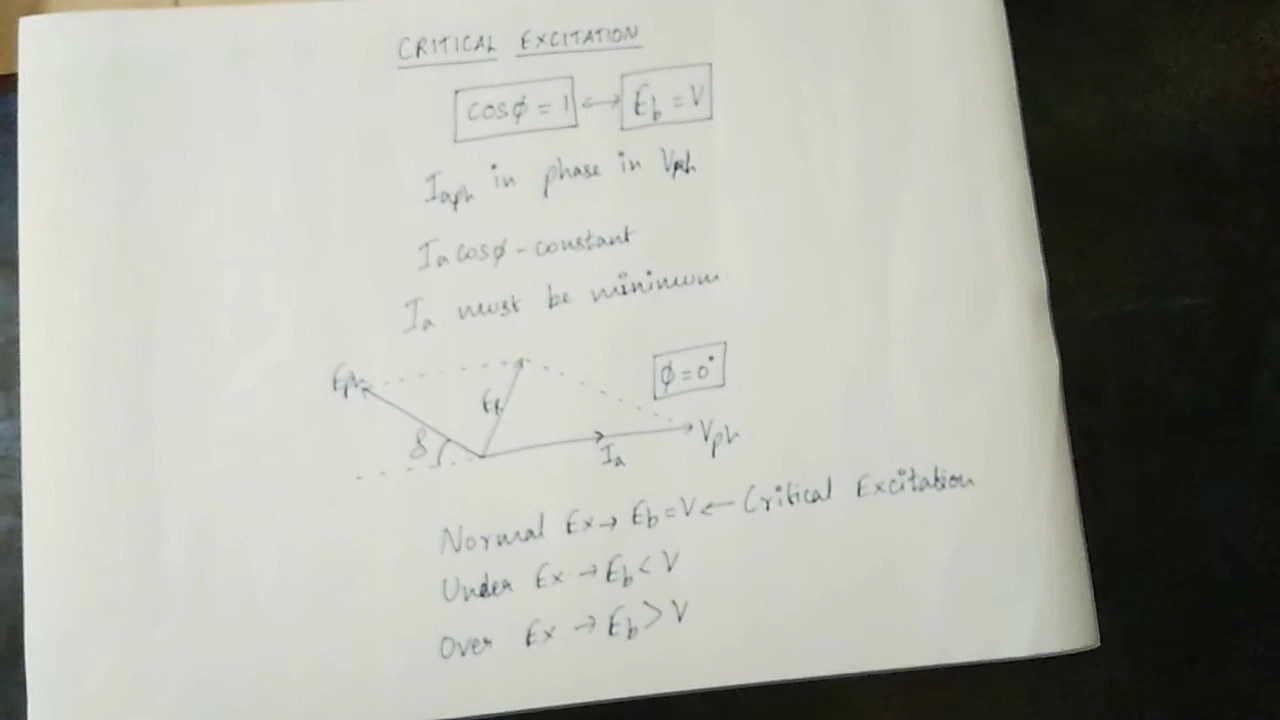 CRITICAL EXCITATION
cosϕ = 1 ↔ Eb = V
Iaph in phase in Vph
Ia cosϕ - constant
Ia must be minimum
ϕ = 0°
Eph
ER
δ
Ia
Vph
Normal Ex → Eb = V ← Critical Excitation
Under Ex → Eb < V
Over Ex → Eb > V